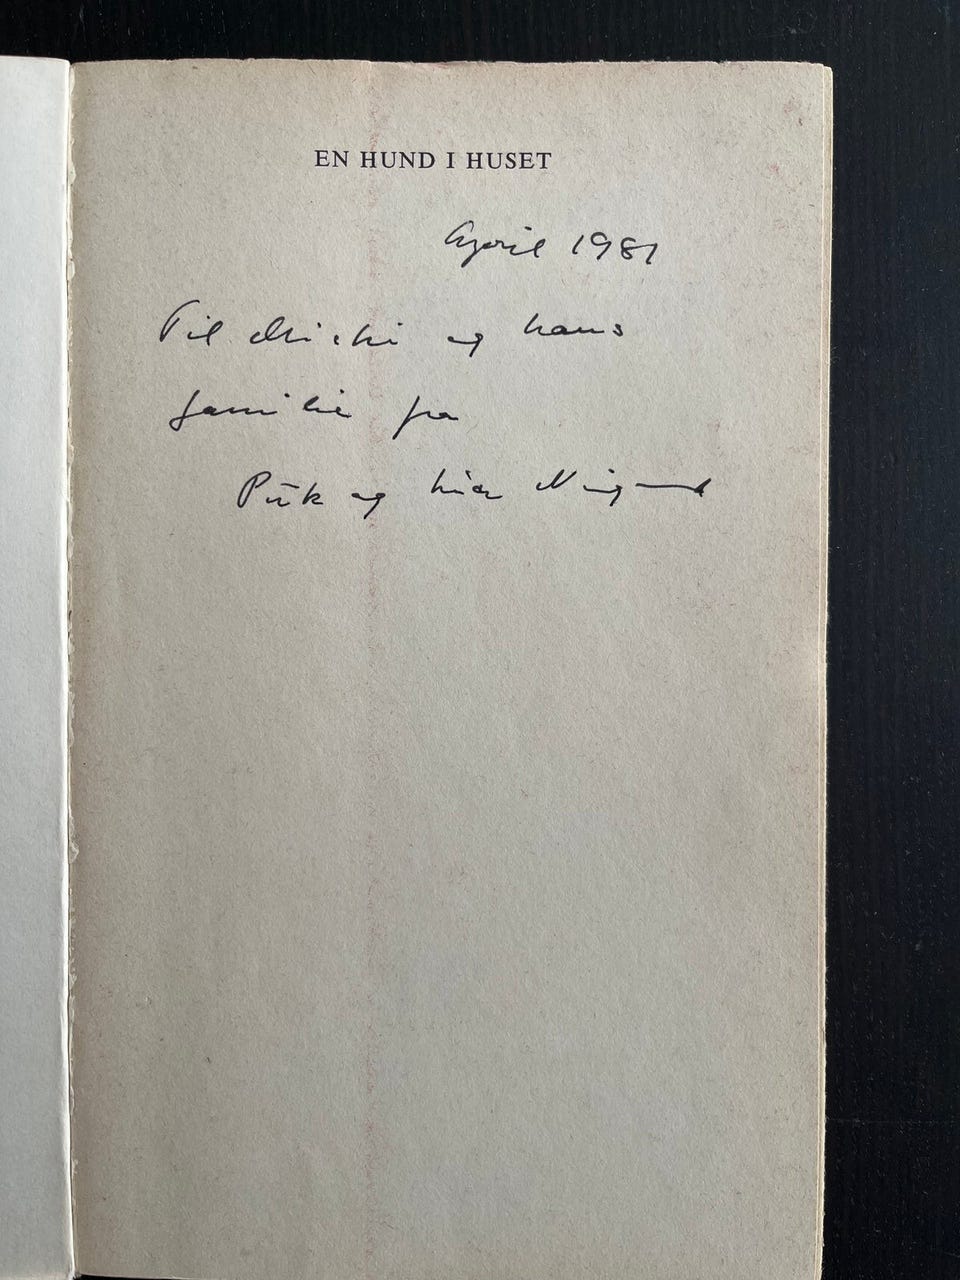 EN HUND I HUSET
April 1981
Til Michi og hans
familie fra
Puk og